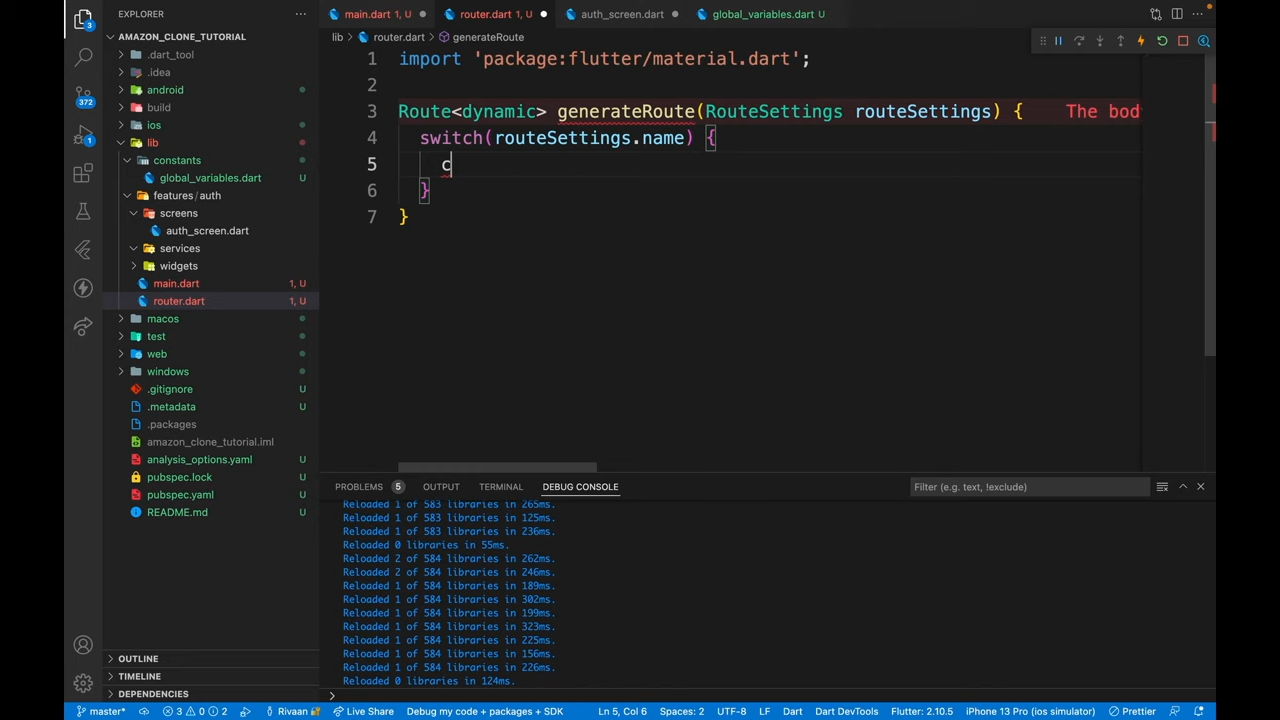 EXPLORER
main.dart 1, U
router.dart 1, U
auth_screen.dart
global_variables.dart U
AMAZON_CLONE_TUTORIAL
lib
router.dart
generateRoute
.dart_tool
.idea
android
build
ios
lib
constants
global_variables.dart U
features/auth
screens
auth_screen.dart
services
widgets
main.dart 1, U
router.dart 1, U
macos
test
web
windows
.gitignore U
.metadata U
.packages
amazon_clone_tutorial.iml
analysis_options.yaml U
pubspec.lock U
pubspec.yaml U
README.md U
OUTLINE
TIMELINE
DEPENDENCIES
3
372
1
1 import 'package:flutter/material.dart';
2
3 Route<dynamic> generateRoute(RouteSettings routeSettings) { The bod
4 switch(routeSettings.name) {
5 c
6 }
7 }
PROBLEMS 5 OUTPUT TERMINAL DEBUG CONSOLE Filter (e.g. text, !exclude)
Reloaded 1 of 583 libraries in 265ms.
Reloaded 1 of 583 libraries in 125ms.
Reloaded 1 of 583 libraries in 236ms.
Reloaded 0 libraries in 55ms.
Reloaded 2 of 584 libraries in 262ms.
Reloaded 2 of 584 libraries in 246ms.
Reloaded 1 of 584 libraries in 189ms.
Reloaded 1 of 584 libraries in 302ms.
Reloaded 1 of 584 libraries in 199ms.
Reloaded 1 of 584 libraries in 323ms.
Reloaded 1 of 584 libraries in 225ms.
Reloaded 1 of 584 libraries in 156ms.
Reloaded 1 of 584 libraries in 226ms.
Reloaded 0 libraries in 124ms.
master* 3 0 2 Rivaan Live Share Debug my code + packages + SDK Ln 5, Col 6 Spaces: 2 UTF-8 LF Dart Dart DevTools Flutter: 2.10.5 iPhone 13 Pro (ios simulator) Prettier